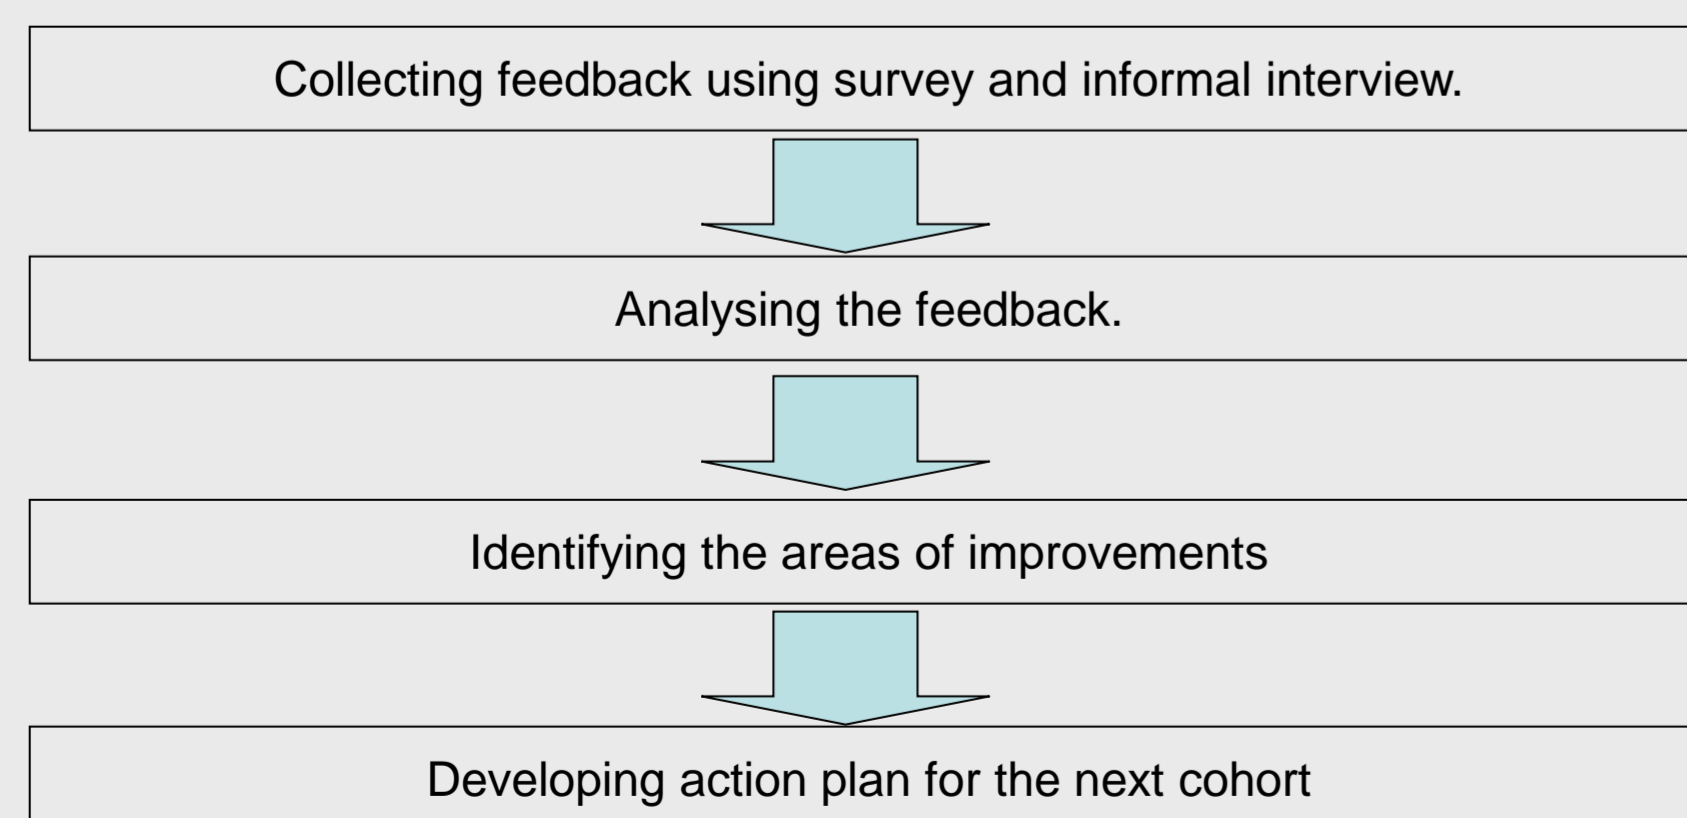 Collecting feedback using survey and informal interview.
Analysing the feedback.
Identifying the areas of improvements
Developing action plan for the next cohort